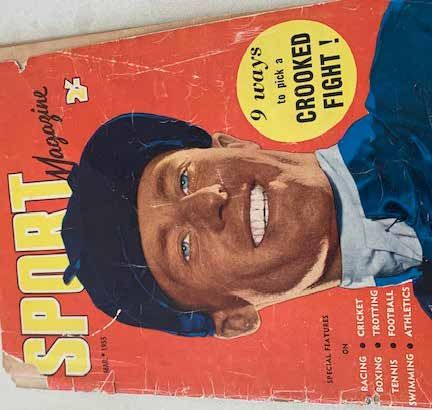 SPORT
Magazine
2/-
MAR. • 1955
9 ways
to pick a
CROOKED
FIGHT!
SPECIAL FEATURES
ON
RACING • CRICKET
BOXING • TROTTING
TENNIS • FOOTBALL
SWIMMING • ATHLETICS